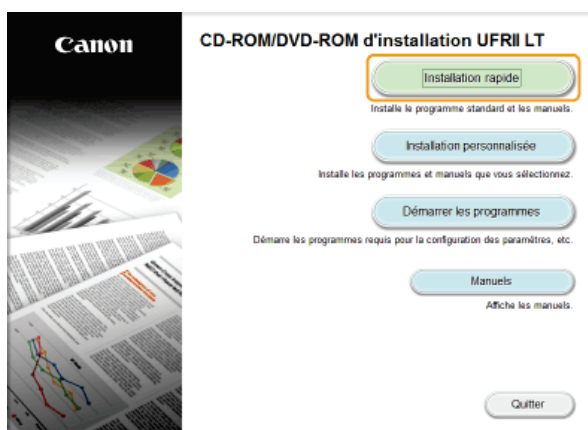 Canon
CD-ROM/DVD-ROM d'installation UFRII LT
Installation rapide
Installe le programme standard et les manuels.
Installation personnalisée
Installe les programmes et manuels que vous sélectionnez.
Démarrer les programmes
Démarre les programmes requis pour la configuration des paramètres, etc.
Manuels
Affiche les manuels.
Quitter